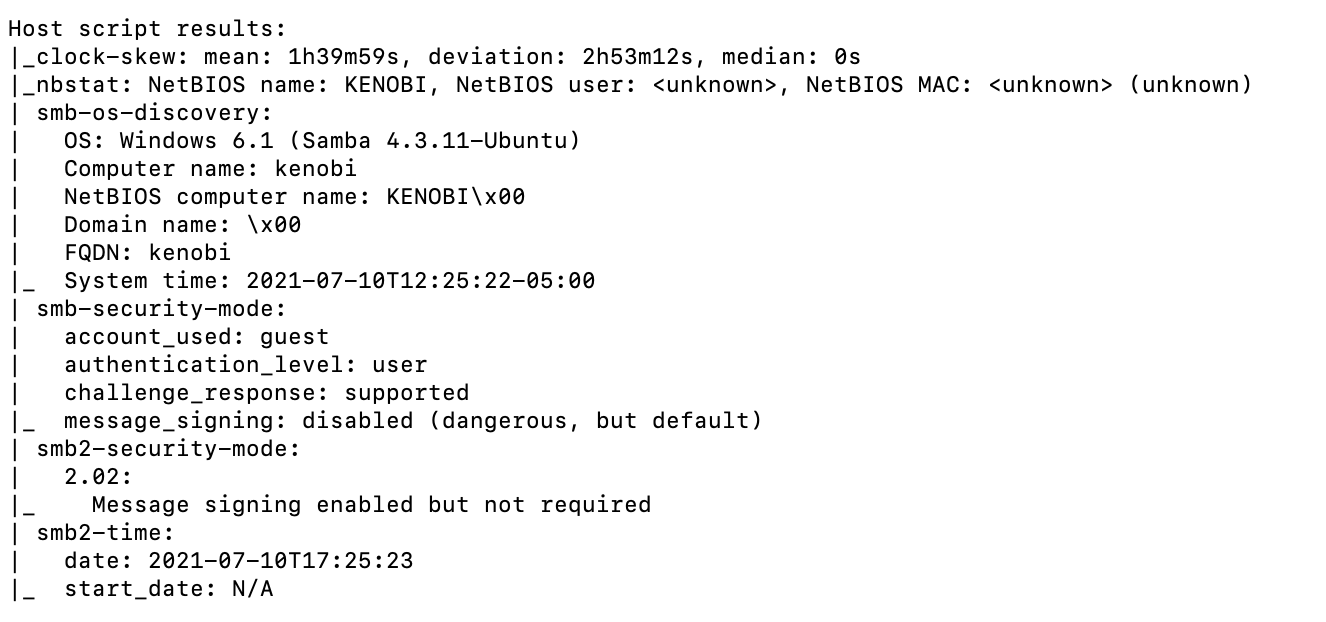 Host script results:
|_clock-skew: mean: 1h39m59s, deviation: 2h53m12s, median: 0s
|_nbstat: NetBIOS name: KENOBI, NetBIOS user: <unknown>, NetBIOS MAC: <unknown> (unknown)
| smb-os-discovery:
|   OS: Windows 6.1 (Samba 4.3.11-Ubuntu)
|   Computer name: kenobi
|   NetBIOS computer name: KENOBI\x00
|   Domain name: \x00
|   FQDN: kenobi
|_  System time: 2021-07-10T12:25:22-05:00
| smb-security-mode:
|   account_used: guest
|   authentication_level: user
|   challenge_response: supported
|_  message_signing: disabled (dangerous, but default)
| smb2-security-mode:
|   2.02:
|_    Message signing enabled but not required
| smb2-time:
|   date: 2021-07-10T17:25:23
|_  start_date: N/A